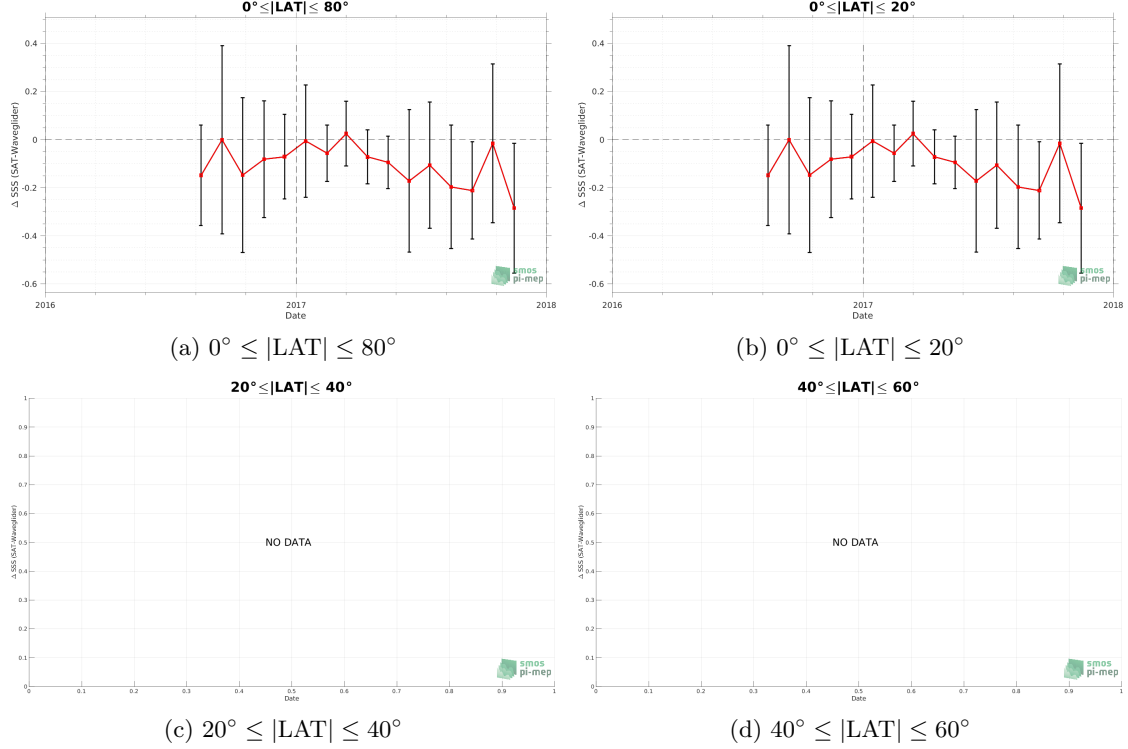 0°≤|LAT|≤ 80°
0.4
0.2
0
-0.2
-0.4
-0.6
Δ SSS (SAT-Waveglider)
2016
2017
2018
Date
smos
pi-mep
(a) 0° ≤ |LAT| ≤ 80°
0°≤|LAT|≤ 20°
0.4
0.2
0
-0.2
-0.4
-0.6
Δ SSS (SAT-Waveglider)
2016
2017
2018
Date
smos
pi-mep
(b) 0° ≤ |LAT| ≤ 20°
20°≤|LAT|≤ 40°
1
0.9
0.8
0.7
0.6
0.5
0.4
0.3
0.2
0.1
0
Δ SSS (SAT-Waveglider)
NO DATA
0 0.1 0.2 0.3 0.4 0.5 0.6 0.7 0.8 0.9 1
Date
smos
pi-mep
(c) 20° ≤ |LAT| ≤ 40°
40°≤|LAT|≤ 60°
1
0.9
0.8
0.7
0.6
0.5
0.4
0.3
0.2
0.1
0
Δ SSS (SAT-Waveglider)
NO DATA
0 0.1 0.2 0.3 0.4 0.5 0.6 0.7 0.8 0.9 1
Date
smos
pi-mep
(d) 40° ≤ |LAT| ≤ 60°